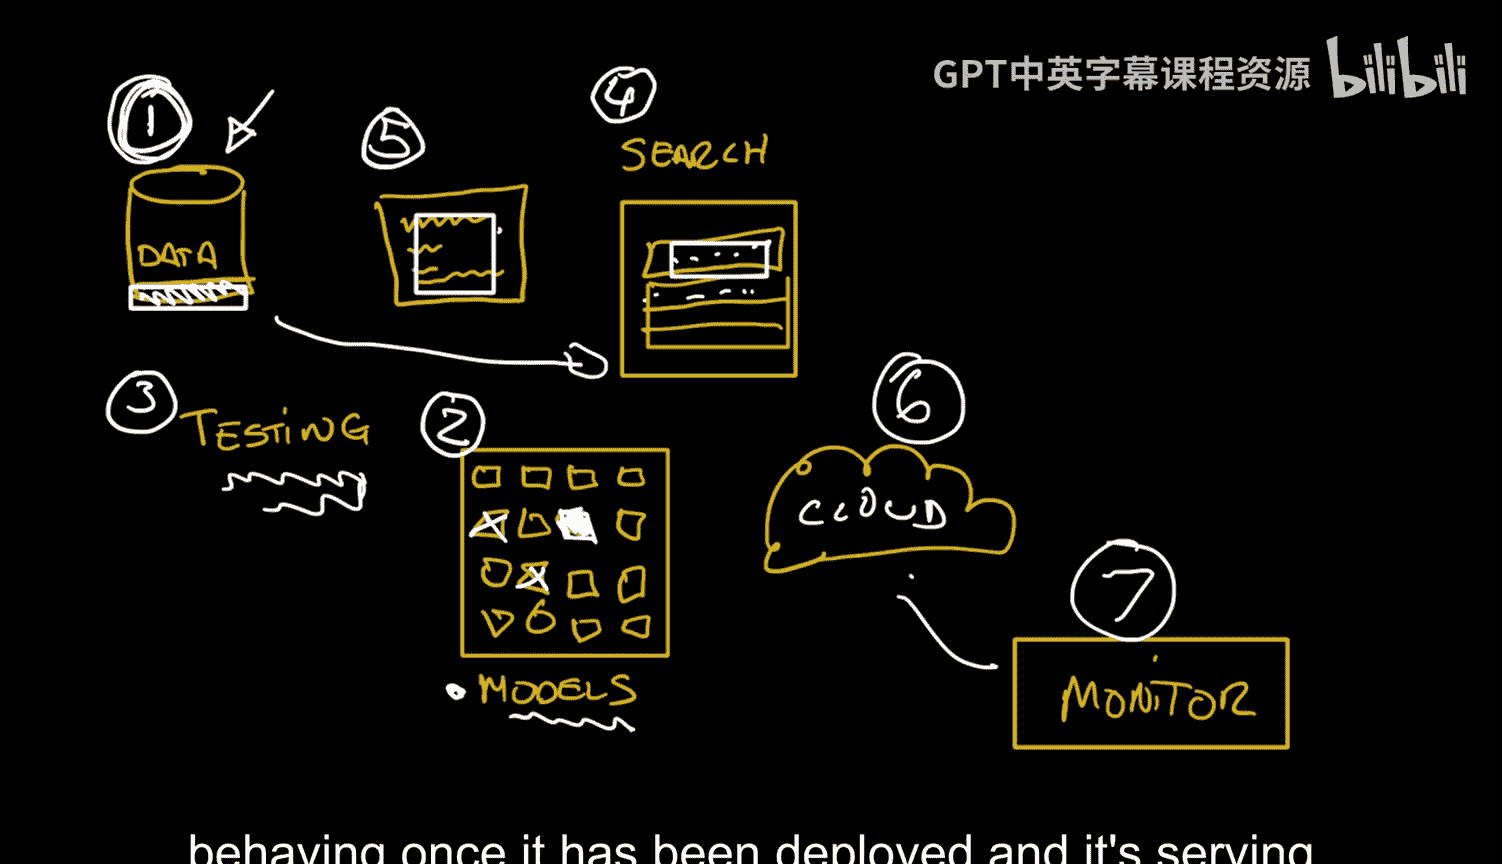 GPT中英字幕课程资源 bilibili
1
5
4
SEARCH
DATA
3
TESTING
2
6
CLOUD
7
MODELS
MONITOR
behaving once it has been deployed and it's serving